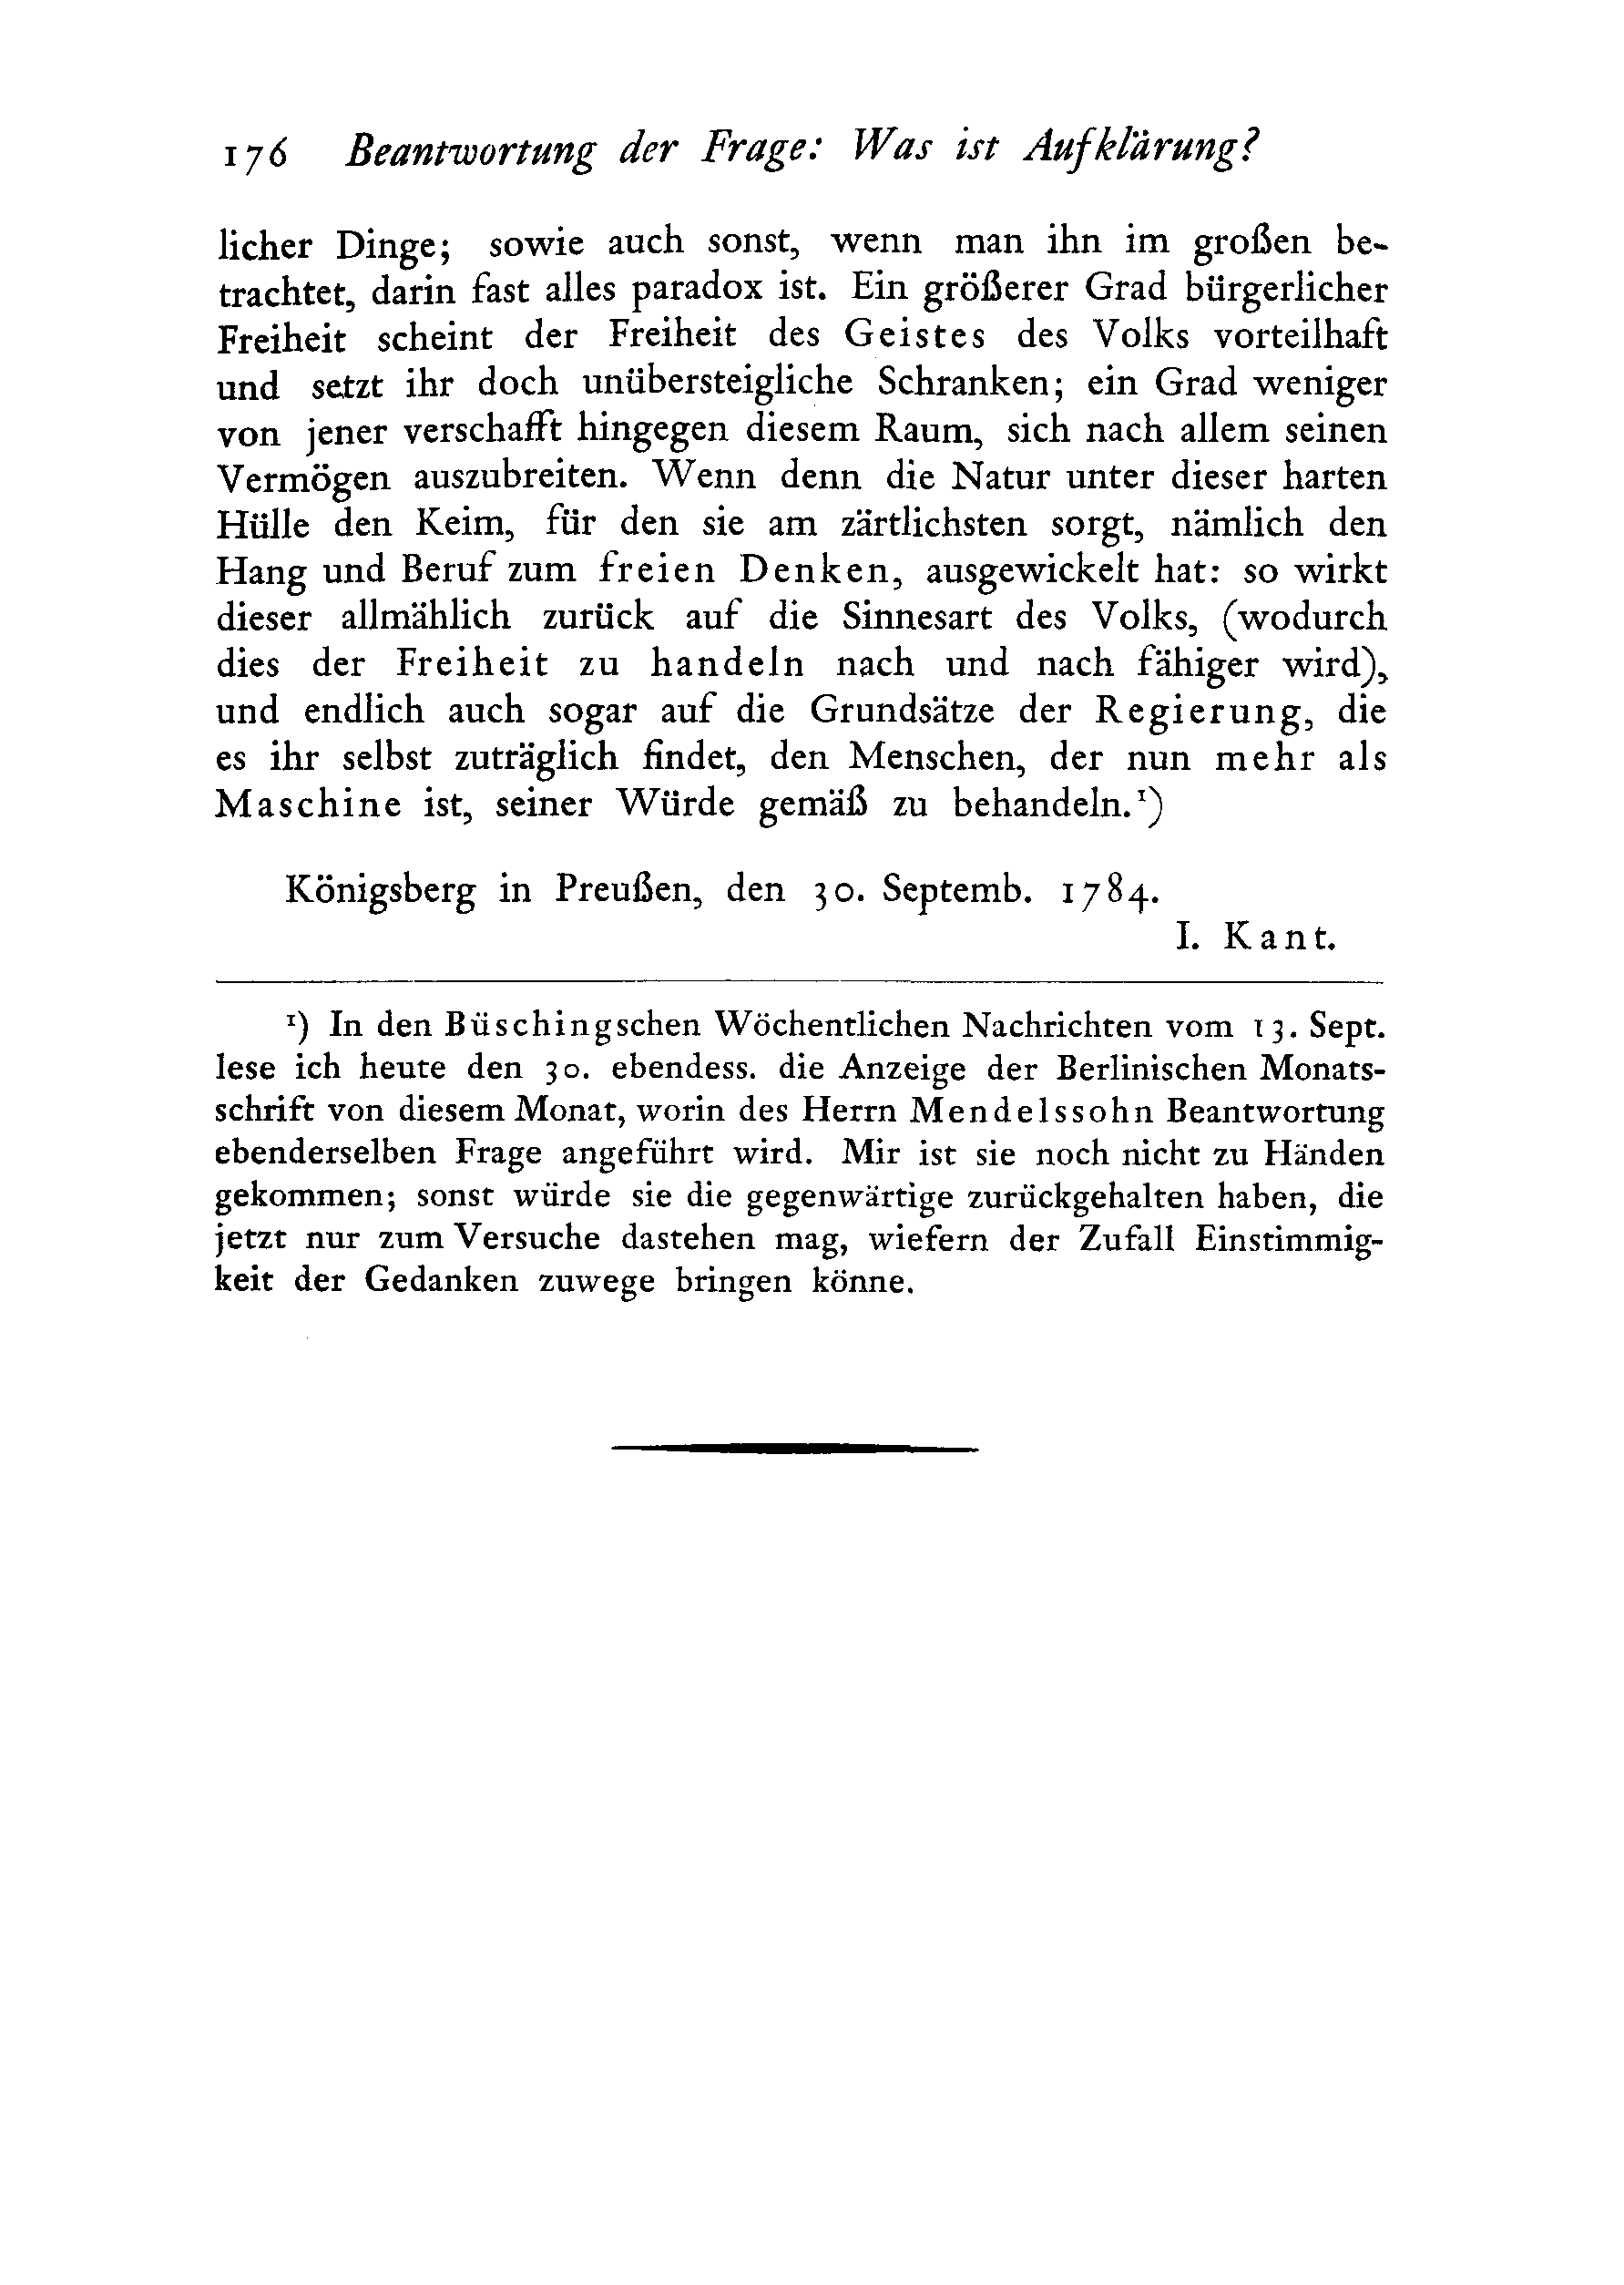 176 Beantwortung der Frage: Was ist Aufklärung?
licher Dinge; sowie auch sonst, wenn man ihn im großen be-
trachtet, darin fast alles paradox ist. Ein größerer Grad bürgerlicher
Freiheit scheint der Freiheit des Geistes des Volks vorteilhaft
und setzt ihr doch unübersteigliche Schranken; ein Grad weniger
von jener verschafft hingegen diesem Raum, sich nach allem seinen
Vermögen auszubreiten. Wenn denn die Natur unter dieser harten
Hülle den Keim, für den sie am zärtlichsten sorgt, nämlich den
Hang und Beruf zum freien Denken, ausgewickelt hat: so wirkt
dieser allmählich zurück auf die Sinnesart des Volks, (wodurch
dies der Freiheit zu handeln nach und nach fähiger wird),
und endlich auch sogar auf die Grundsätze der Regierung, die
es ihr selbst zuträglich findet, den Menschen, der nun mehr als
Maschine ist, seiner Würde gemäß zu behandeln.¹)
Königsberg in Preußen, den 30. Septemb. 1784.
I. Kant.
¹) In den Büschingschen Wöchentlichen Nachrichten vom 13. Sept.
lese ich heute den 30. ebendess. die Anzeige der Berlinischen Monats-
schrift von diesem Monat, worin des Herrn Mendelssohn Beantwortung
ebenderselben Frage angeführt wird. Mir ist sie noch nicht zu Händen
gekommen; sonst würde sie die gegenwärtige zurückgehalten haben, die
jetzt nur zum Versuche dastehen mag, wiefern der Zufall Einstimmig-
keit der Gedanken zuwege bringen könne.